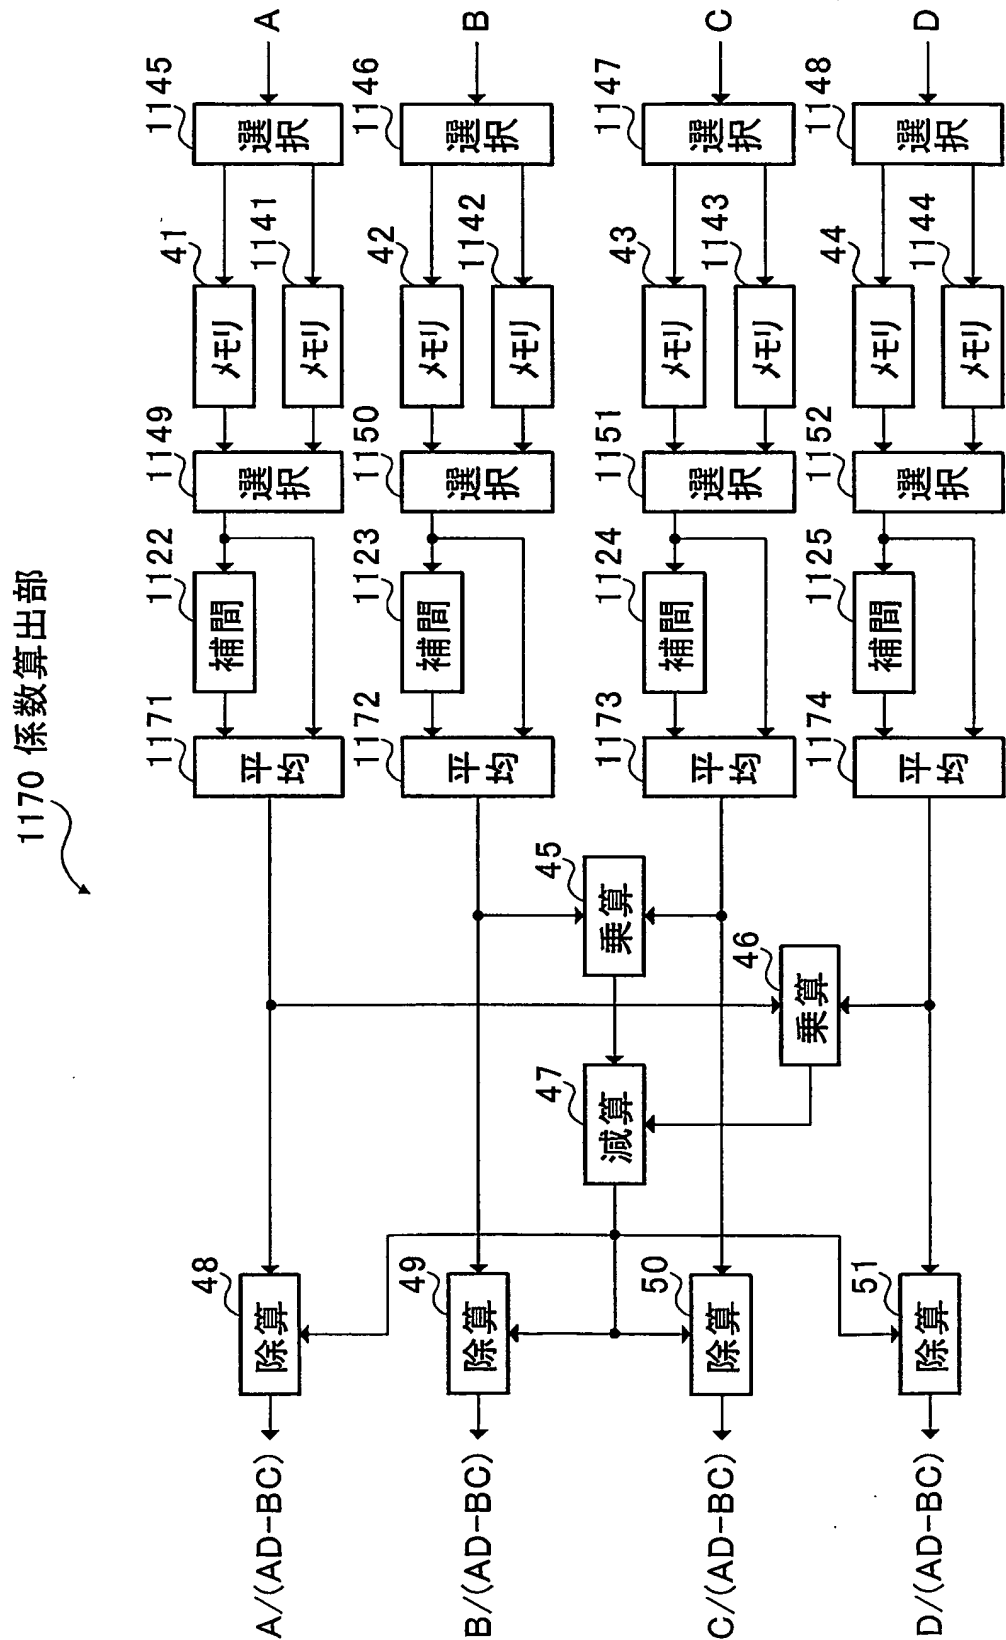 1170 係数算出部
A
1145
選択
41
メモリ
1141
メモリ
1149
選択
1122
補間
1171
平均
48
除算
A/(AD-BC)
B
1146
選択
42
メモリ
1142
メモリ
1150
選択
1123
補間
1172
平均
45
乗算
47
減算
49
除算
B/(AD-BC)
C
1147
選択
43
メモリ
1143
メモリ
1151
選択
1124
補間
1173
平均
46
乗算
50
除算
C/(AD-BC)
D
1148
選択
44
メモリ
1144
メモリ
1152
選択
1125
補間
1174
平均
51
除算
D/(AD-BC)